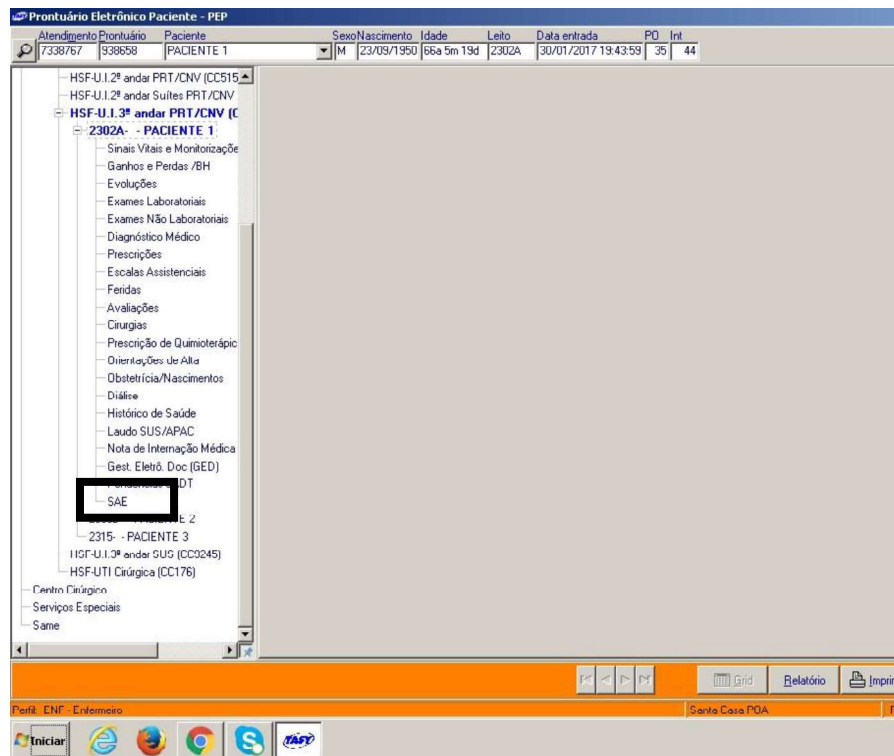 Prontuário Eletrônico Paciente - PEP
Atendimento Prontuário Paciente Sexo Nascimento Idade Leito Data entrada PO Int
7338767 938658 PACIENTE 1 M 23/09/1950 66a 5m 19d 2302A 30/01/2017 19:43:59 35 44
HSF-U.I.2º andar PRT/CNV (CC515
HSF-U.I.2º andar Suítes PRT/CNV
HSF-U.I.3º andar PRT/CNV (C
2302A- - PACIENTE 1
Sinais Vitais e Monitorizaçõe
Ganhos e Perdas /BH
Evoluções
Exames Laboratoriais
Exames Não Laboratoriais
Diagnóstico Médico
Prescrições
Escalas Assistenciais
Feridas
Avaliações
Cirurgias
Prescrição de Quimioterápic
Orientações de Alta
Obstetrícia/Nascimentos
Diálise
Histórico de Saúde
Laudo SUS/APAC
Nota de Internação Médica
Gest. Eletrô. Doc (GED)
SAE
PACIENTE 2
2315- - PACIENTE 3
HSF-U.I.3º andar SUS (CC9245)
HSF-UTI Cirúrgica (CC176)
Centro Cirúrgico
Serviços Especiais
Same
Grid Relatório Imprin
Perfil: ENF - Enfermeiro Santa Casa POA
Iniciar TASY